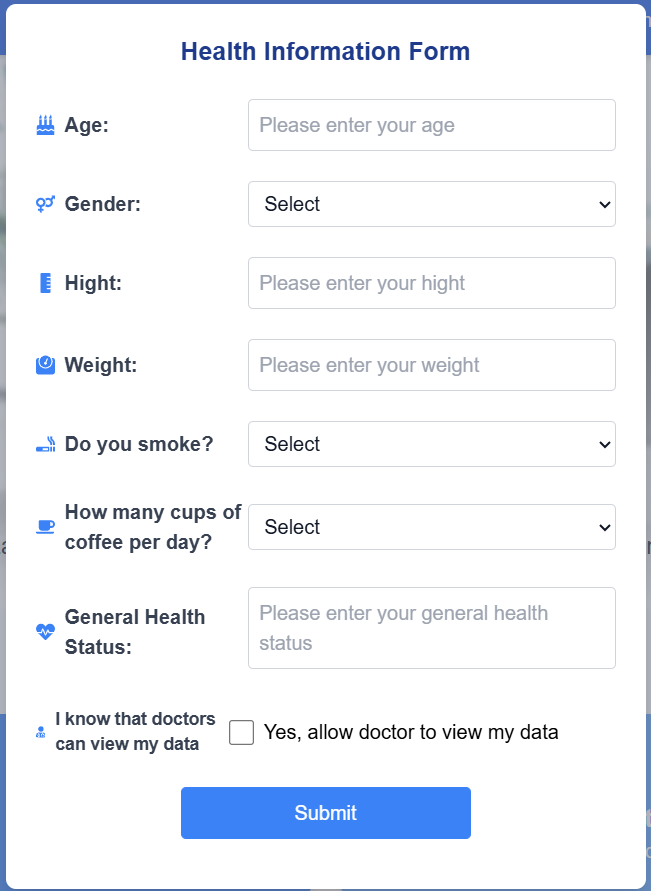 Health Information Form
Age:
Please enter your age
Gender:
Select
Hight:
Please enter your hight
Weight:
Please enter your weight
Do you smoke?
Select
How many cups of
coffee per day?
Select
General Health
Status:
Please enter your general health
status
I know that doctors
can view my data
Yes, allow doctor to view my data
Submit